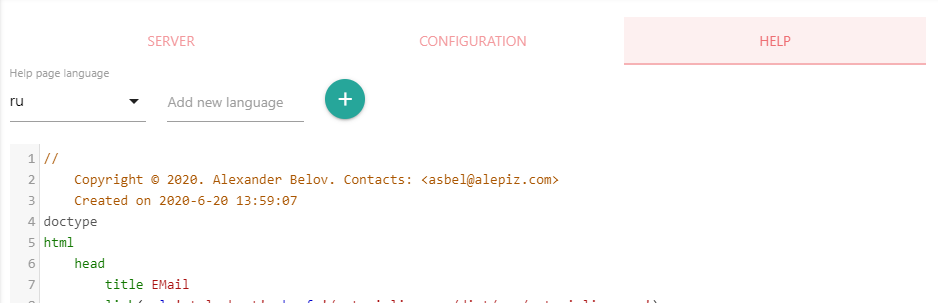 SERVER CONFIGURATION HELP
Help page language
ru Add new language +
1 //
2 Copyright © 2020. Alexander Belov. Contacts: <asbel@alepiz.com>
3 Created on 2020-6-20 13:59:07
4 doctype
5 html
6 head
7 title EMail